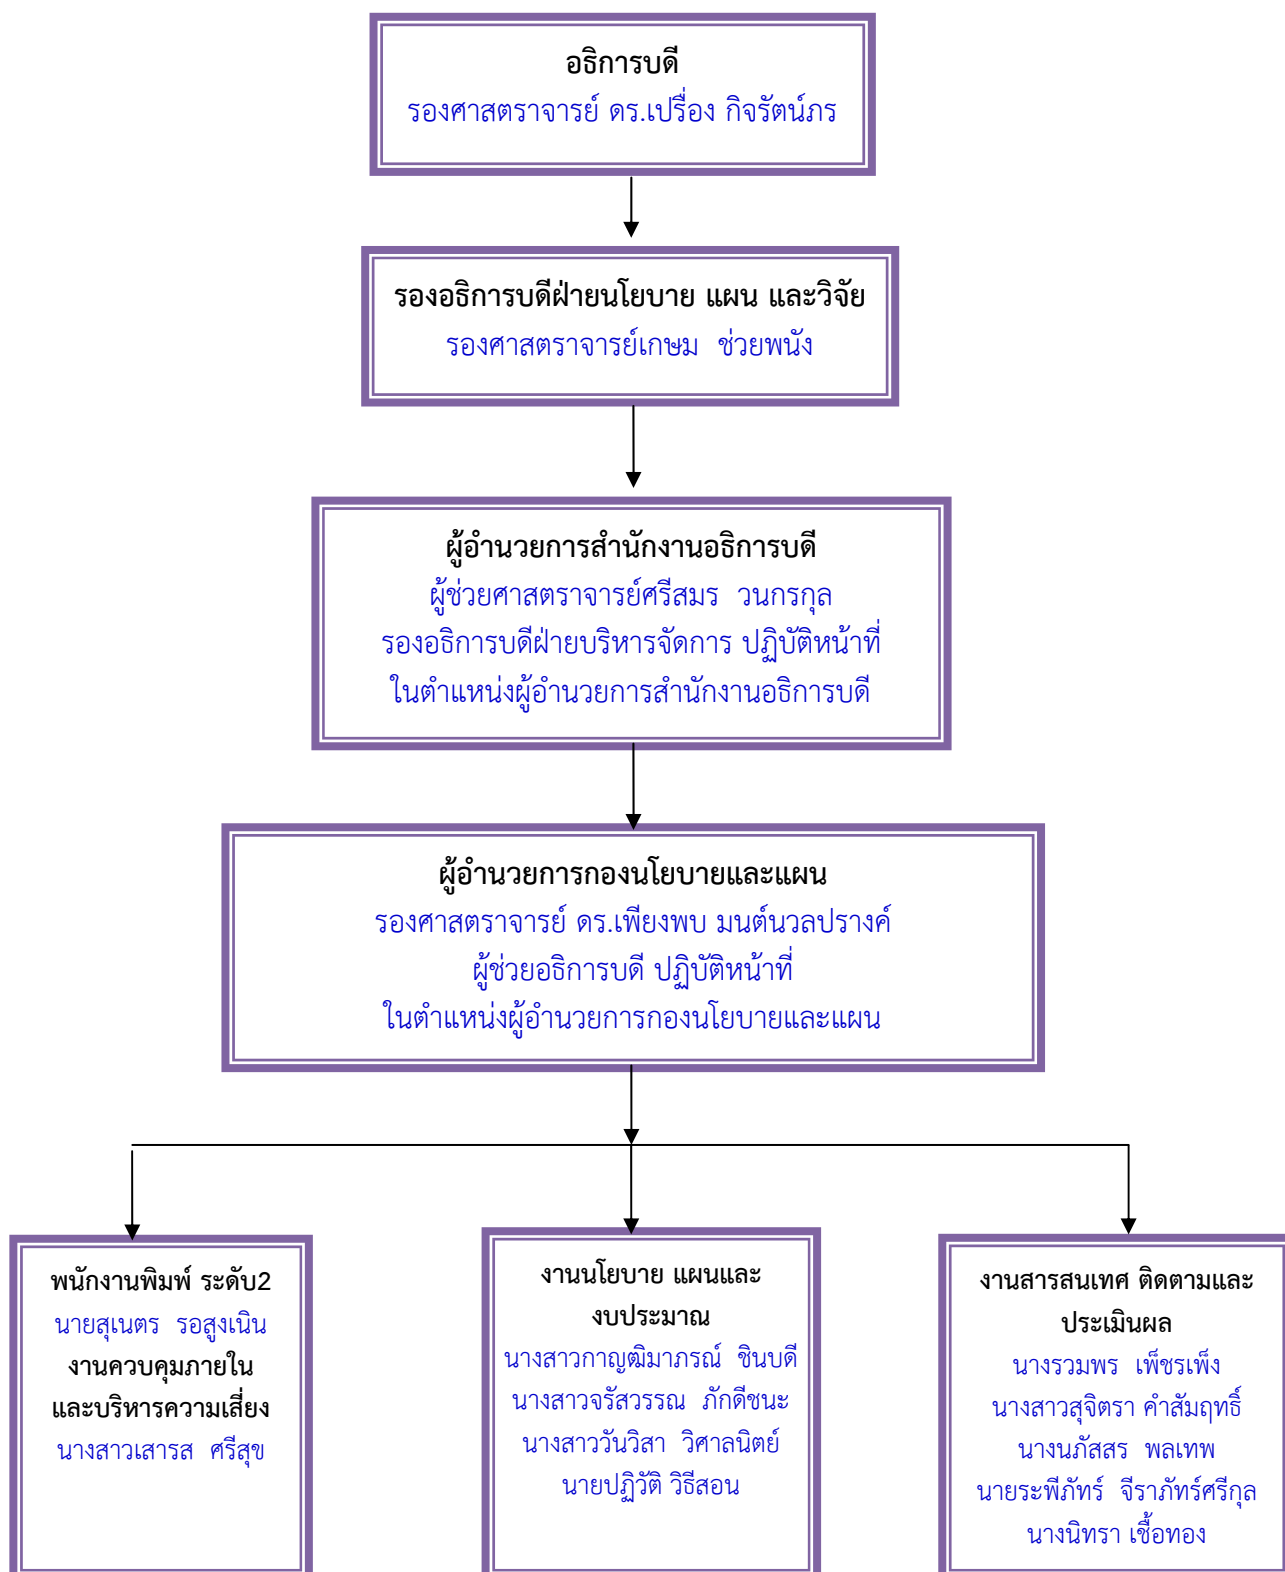 อธิการบดี
รองศาสตราจารย์ ดร.เปรื่อง กิจรัตน์ภร
รองอธิการบดีฝ่ายนโยบาย แผน และวิจัย
รองศาสตราจารย์เกษม ช่วยพนัง
ผู้อำนวยการสำนักงานอธิการบดี
ผู้ช่วยศาสตราจารย์ศรีสมร วนกรกุล
รองอธิการบดีฝ่ายบริหารจัดการ ปฏิบัติหน้าที่
ในตำแหน่งผู้อำนวยการสำนักงานอธิการบดี
ผู้อำนวยการกองนโยบายและแผน
รองศาสตราจารย์ ดร.เพียงพบ มนต์นวลปรางค์
ผู้ช่วยอธิการบดี ปฏิบัติหน้าที่
ในตำแหน่งผู้อำนวยการกองนโยบายและแผน
พนักงานพิมพ์ ระดับ2
นายสุเนตร รอสูงเนิน
งานควบคุมภายใน
และบริหารความเสี่ยง
นางสาวเสารส ศรีสุข
งานนโยบาย แผนและ
งบประมาณ
นางสาวกาญฒิมาภรณ์ ชินบดี
นางสาวจรัสวรรณ ภักดีชนะ
นางสาววันวิสา วิศาลนิตย์
นายปฏิวัติ วิธีสอน
งานสารสนเทศ ติดตามและ
ประเมินผล
นางรวมพร เพ็ชรเพ็ง
นางสาวสุจิตรา คำสัมฤทธิ์
นางนภัสสร พลเทพ
นายระพีภัทร์ จีราภัทร์ศรีกุล
นางนิทรา เชื้อทอง